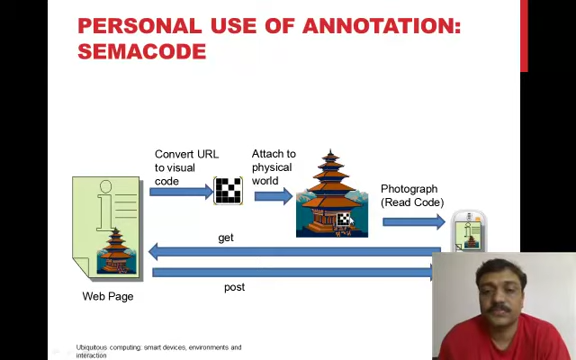 PERSONAL USE OF ANNOTATION:
SEMACODE
Convert URL
to visual
code
Attach to
physical
world
Photograph
(Read Code)
get
post
Web Page
Ubiquitous computing: smart devices, environments and
interaction